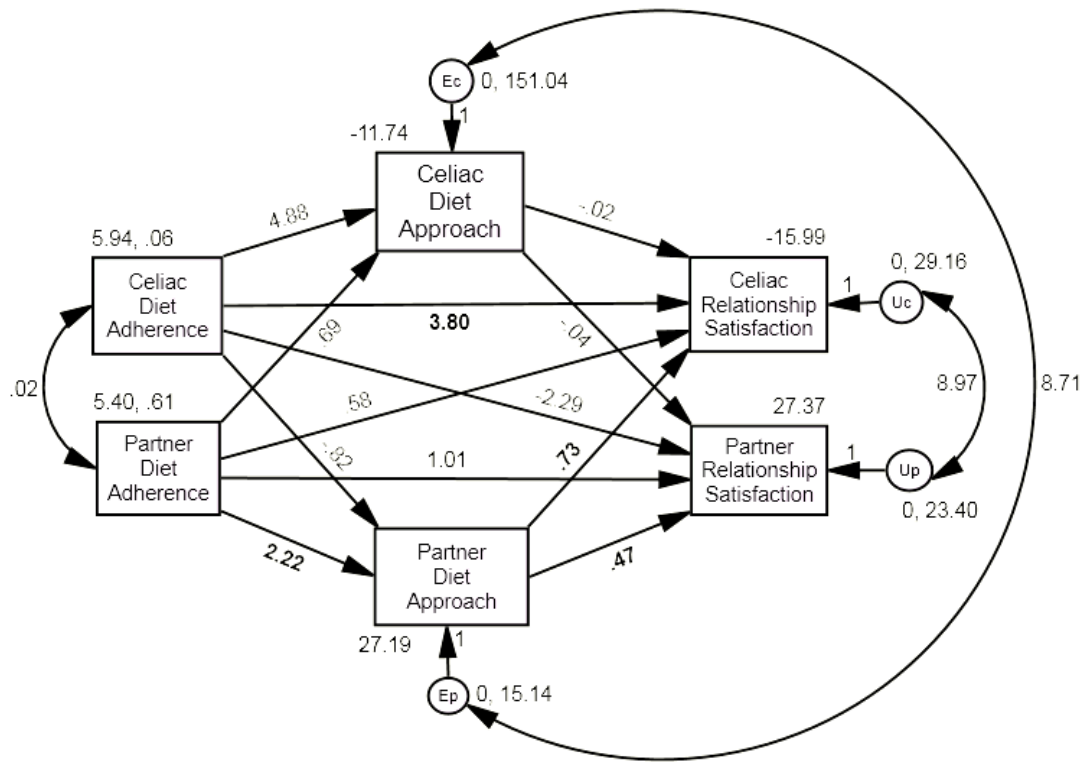 Ec
0, 151.04
1
-11.74
Celiac
Diet
Approach
4.88
-.02
5.94, .06
-15.99
Celiac
Diet
Adherence
Celiac
Relationship
Satisfaction
0, 29.16
1
Uc
3.80
.69
-.04
.02
.58
-2.29
8.97
8.71
5.40, .61
27.37
Partner
Diet
Adherence
-.82
1.01
.73
Partner
Relationship
Satisfaction
1
Up
0, 23.40
2.22
.47
Partner
Diet
Approach
27.19
1
Ep
0, 15.14